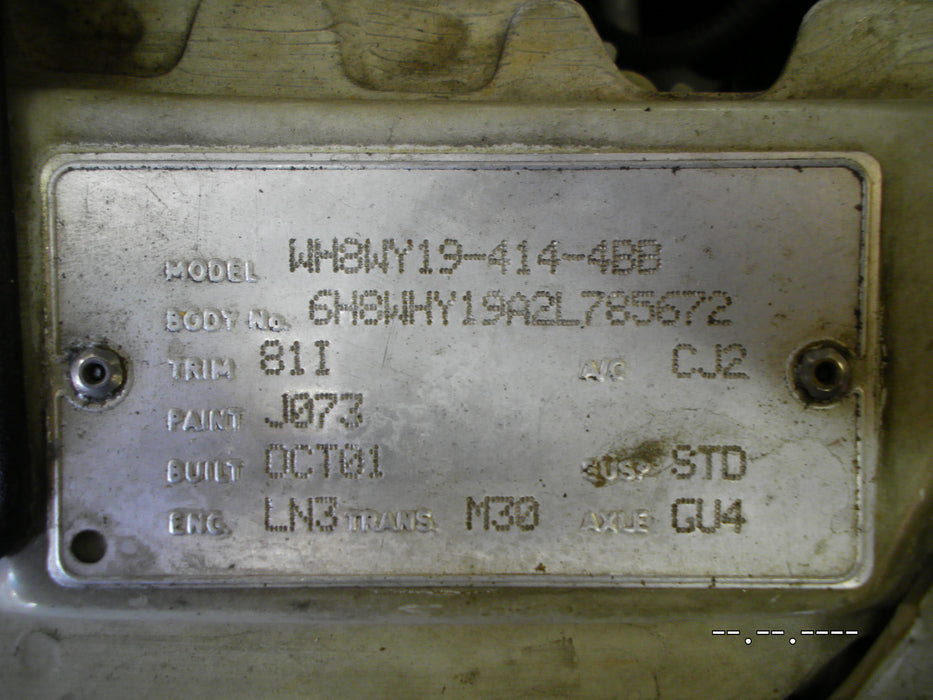 MODEL WH8WY19-414-4BB
BODY No. 6H8WHY19A2L785672
TRIM 81I A/C CJ2
PAINT J073
BUILT OCT01 SUSP STD
ENG. LN3 TRANS. M30 AXLE GU4
--.--.----